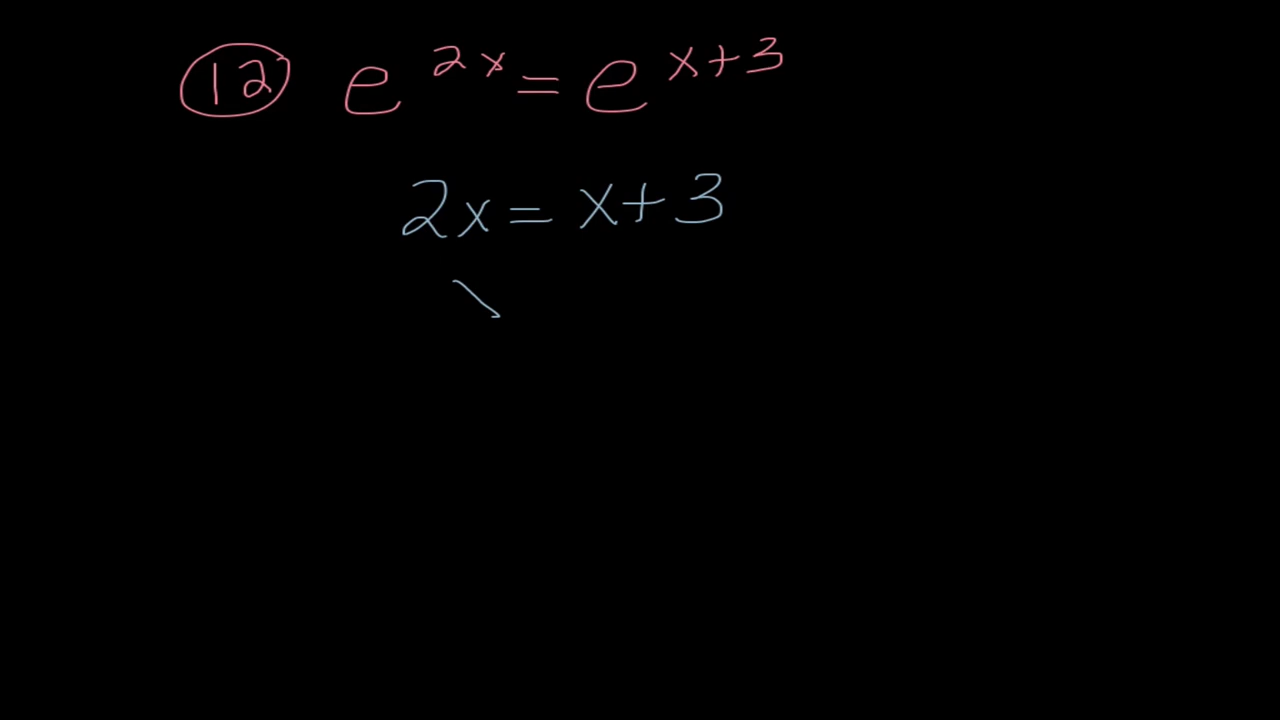 ⑫ e^{2x} = e^{x+3}
2x = x+3